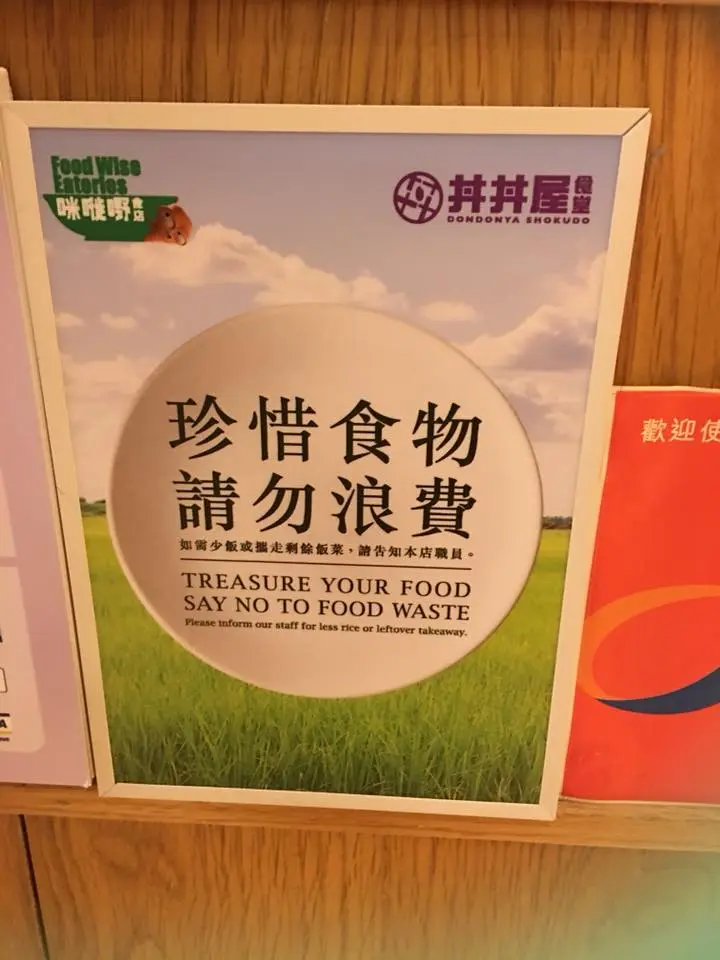 Food Wise
Eateries
咪嘥嘢食店
丼丼屋食堂
DONDONYA SHOKUDO
珍惜食物
請勿浪費
如需少飯或攜走剩餘飯菜，請告知本店職員。
TREASURE YOUR FOOD
SAY NO TO FOOD WASTE
Please inform our staff for less rice or leftover takeaway.
歡迎使